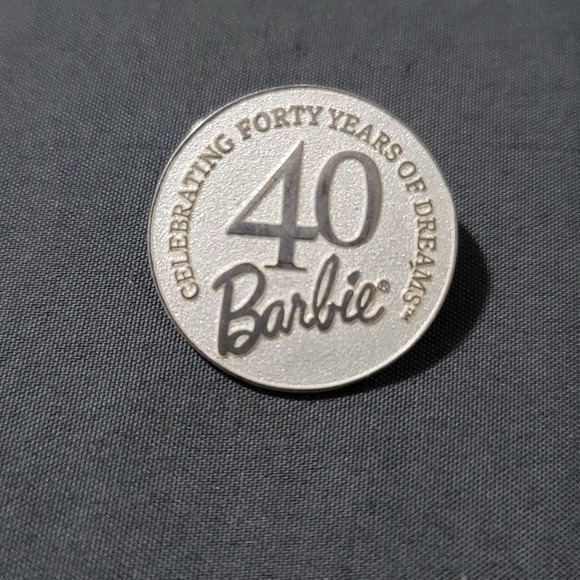 CELEBRATING FORTY YEARS OF DREAMS™
40
Barbie®